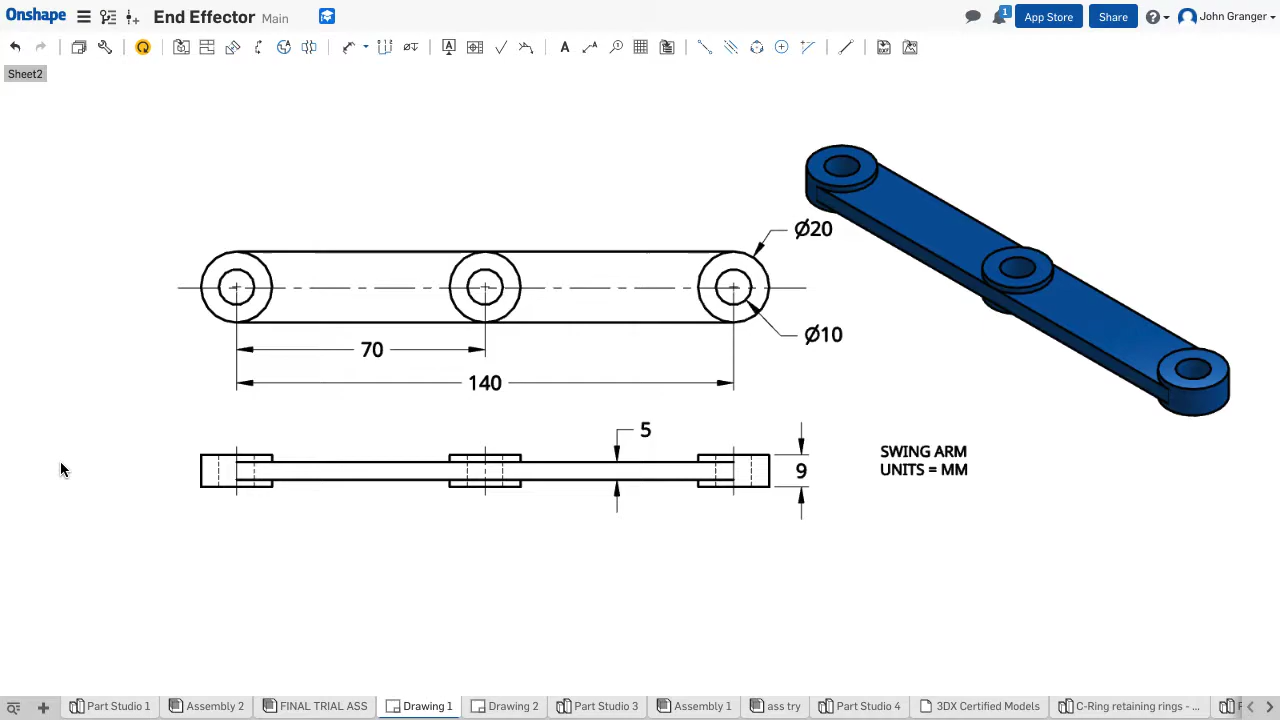 Onshape
End Effector Main
1
App Store
Share
John Granger
Sheet2
Ø20
Ø10
70
140
5
9
SWING ARM
UNITS = MM
Part Studio 1
Assembly 2
FINAL TRIAL ASS
Drawing 1
Drawing 2
Part Studio 3
Assembly 1
ass try
Part Studio 4
3DX Certified Models
C-Ring retaining rings - ...